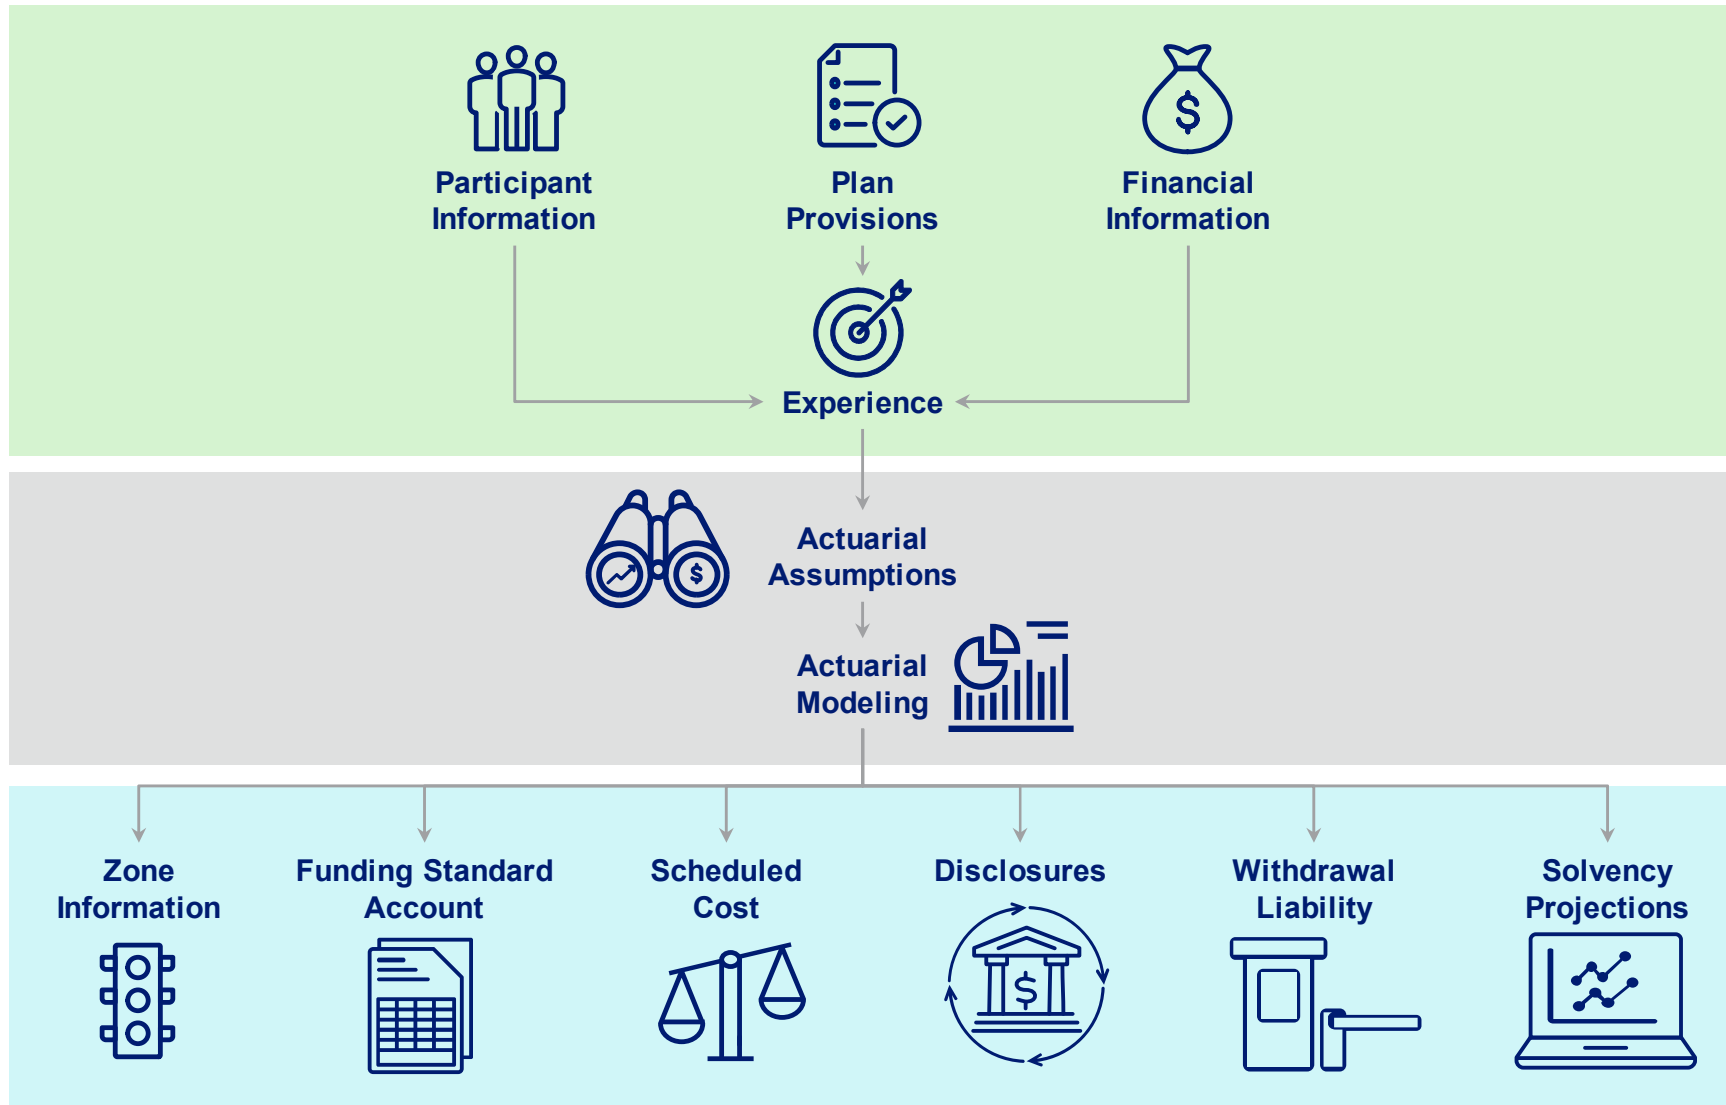 Participant
Information
Plan
Provisions
Financial
Information
$
Experience
Actuarial
Assumptions
$
Actuarial
Modeling
Zone
Information
Funding Standard
Account
Scheduled
Cost
Disclosures
Withdrawal
Liability
Solvency
Projections
$